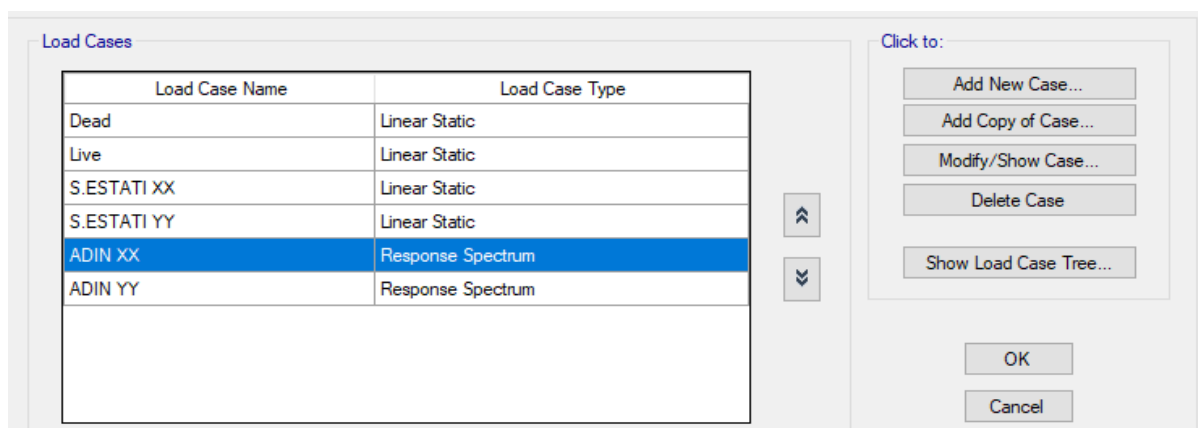 Load Cases
Load Case Name Load Case Type
Dead Linear Static
Live Linear Static
S.ESTATI XX Linear Static
S.ESTATI YY Linear Static
ADIN XX Response Spectrum
ADIN YY Response Spectrum
Click to:
Add New Case...
Add Copy of Case...
Modify/Show Case...
Delete Case
Show Load Case Tree...
OK
Cancel